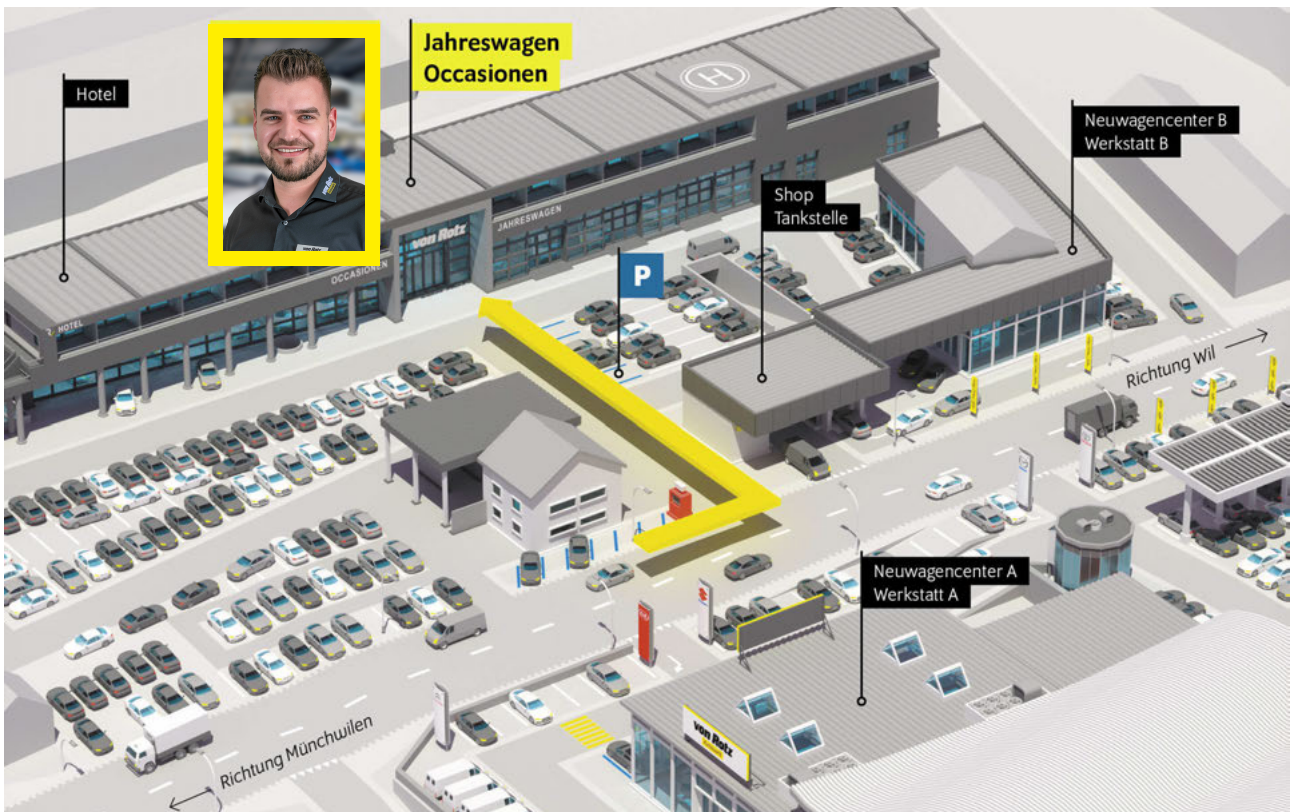 Jahreswagen
Occasionen
Hotel
H
Neuwagencenter B
Werkstatt B
Shop
Tankstelle
JAHRESWAGEN
von Rotz
OCCASIONEN
P
HOTEL
Richtung Wil
Neuwagencenter A
Werkstatt A
von Rotz
Richtung Münchwilen